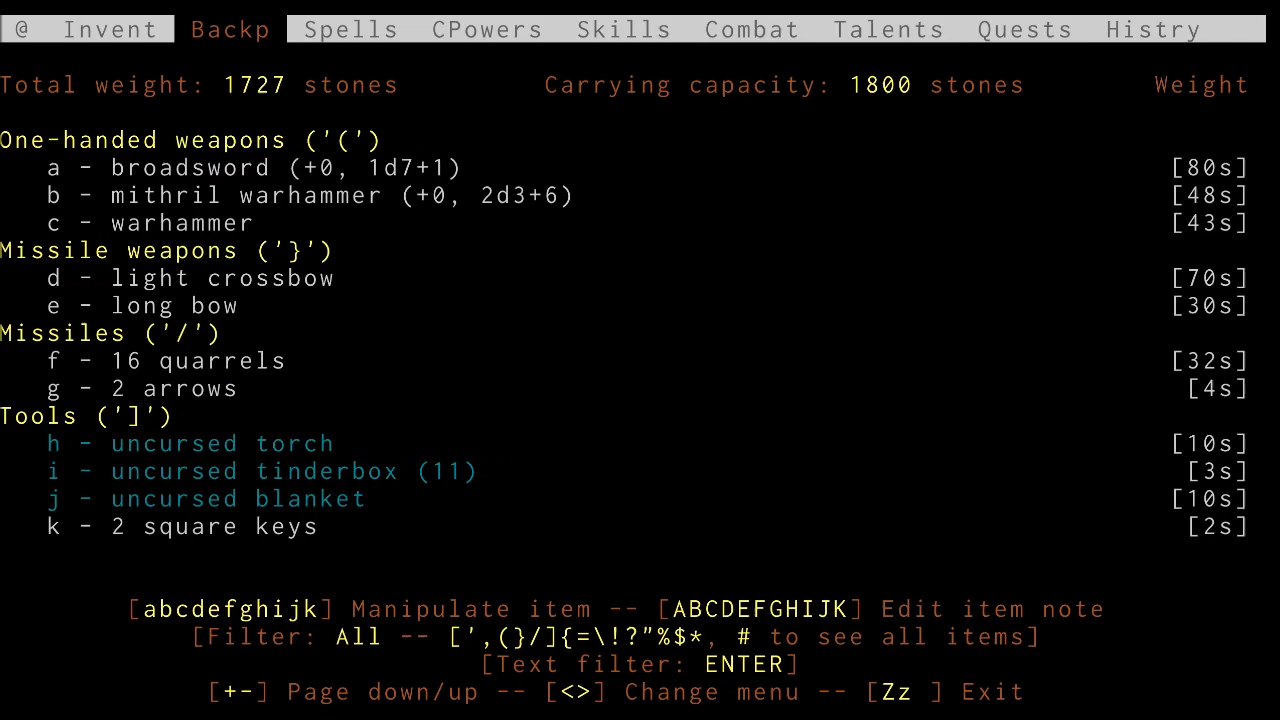 @ Invent Backp Spells CPowers Skills Combat Talents Quests Histry
Total weight: 1727 stones Carrying capacity: 1800 stones Weight
One-handed weapons ('(')
a - broadsword (+0, 1d7+1) [80s]
b - mithril warhammer (+0, 2d3+6) [48s]
c - warhammer [43s]
Missile weapons ('}')
d - light crossbow [70s]
e - long bow [30s]
Missiles ('/')
f - 16 quarrels [32s]
g - 2 arrows [4s]
Tools (']')
h - uncursed torch [10s]
i - uncursed tinderbox (11) [3s]
j - uncursed blanket [10s]
k - 2 square keys [2s]
[abcdefghijk] Manipulate item -- [ABCDEFGHIJK] Edit item note
[Filter: All -- [',(}/]{=\!?"%$*, # to see all items]
[Text filter: ENTER]
[+-] Page down/up -- [<>] Change menu -- [Zz ] Exit